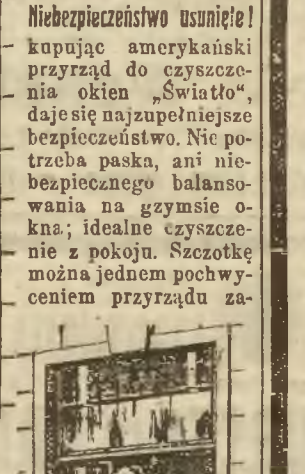 Niebezpieczeństwo usunięte!
kupując amerykański
przyrząd do czyszcze-
nia okien „Światło“,
daje się najzupełniejsze
bezpieczeństwo. Nie po-
trzeba paska, ani nie-
bezpiecznego balanso-
wania na gzymsie o-
kna; idealne czyszcze-
nie z pokoju. Szczotkę
można jednem pochwy-
ceniem przyrządu za-